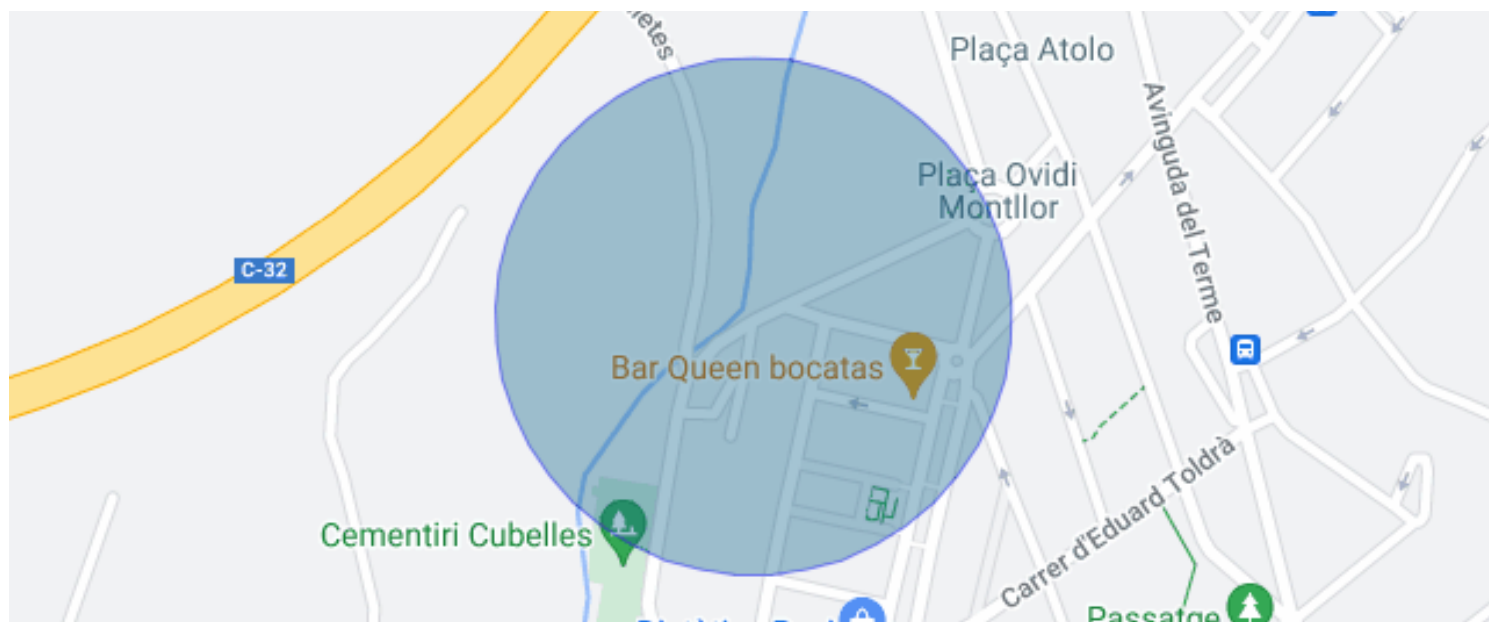 Plaça Atolo
Avinguda del Terme
Plaça Ovidi
Montllor
C-32
Bar Queen bocatas
Carrer d'Eduard Toldrà
Cementiri Cubelles
Passatge